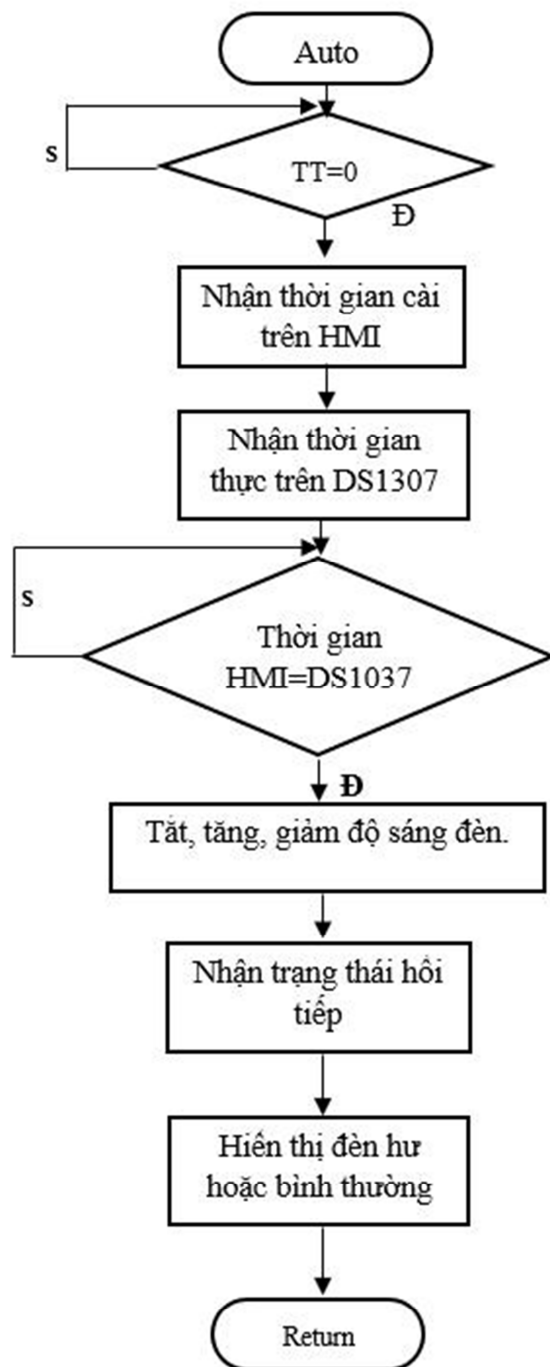 Auto
s
TT=0
Đ
Nhận thời gian cài
trên HMI
Nhận thời gian
thực trên DS1307
s
Thời gian
HMI=DS1037
Đ
Tắt, tăng, giảm độ sáng đèn.
Nhận trạng thái hồi
tiếp
Hiển thị đèn hư
hoặc bình thường
Return